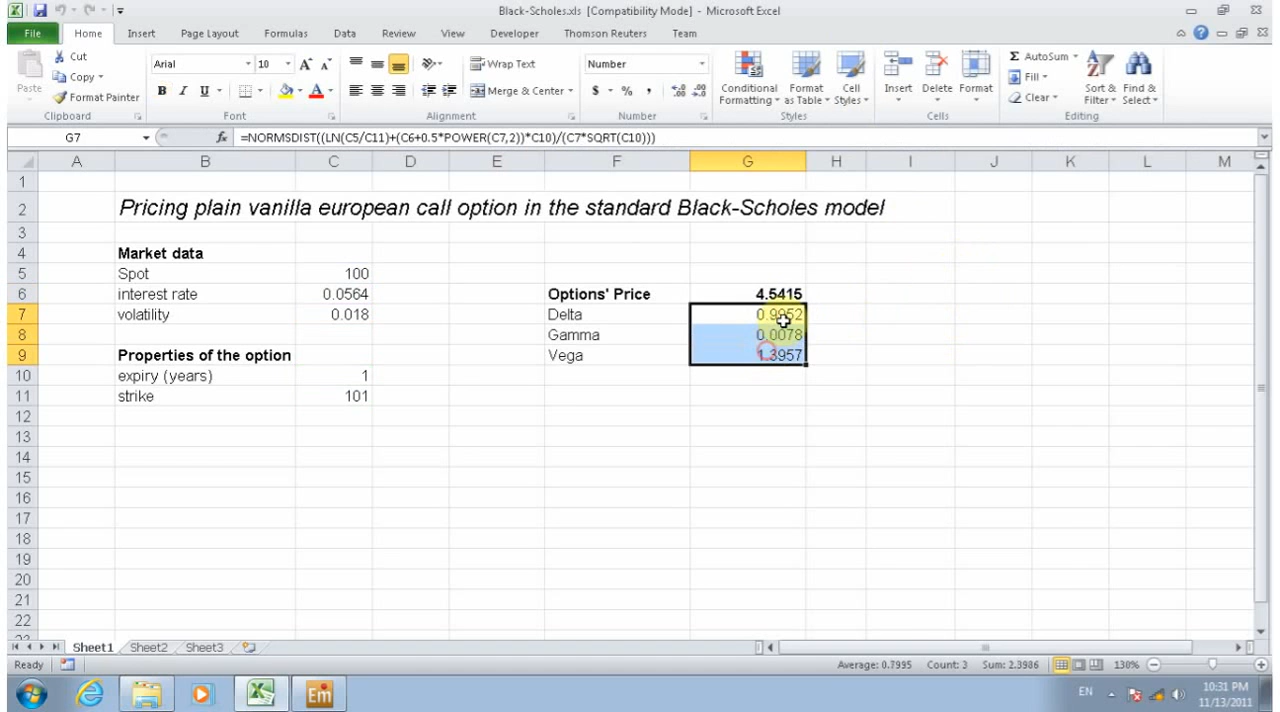 Black-Scholes.xls [Compatibility Mode] - Microsoft Excel
File Home Insert Page Layout Formulas Data Review View Developer Thomson Reuters Team
Paste
Cut
Copy
Format Painter
Clipboard
Arial 10
B I U
Font
Wrap Text
Merge & Center
Alignment
Number
$ % ,
Number
Conditional Formatting
Format as Table
Cell Styles
Styles
Insert Delete Format
Cells
Σ AutoSum
Fill
Clear
Sort & Filter
Find & Select
Editing
G7 fx =NORMSDIST((LN(C5/C11)+(C6+0.5*POWER(C7,2))*C10)/(C7*SQRT(C10)))
A B C D E F G H I J K L M
1
2 Pricing plain vanilla european call option in the standard Black-Scholes model
3
4 Market data
5 Spot 100
6 interest rate 0.0564 Options' Price 4.5415
7 volatility 0.018 Delta 0.9952
8 Gamma 0.0078
9 Properties of the option Vega 1.3957
10 expiry (years) 1
11 strike 101
12
13
14
15
16
17
18
19
20
21
22
23
Sheet1 Sheet2 Sheet3
Ready Average: 0.7995 Count: 3 Sum: 2.3986 130%
Em EN 10:31 PM
11/13/2011